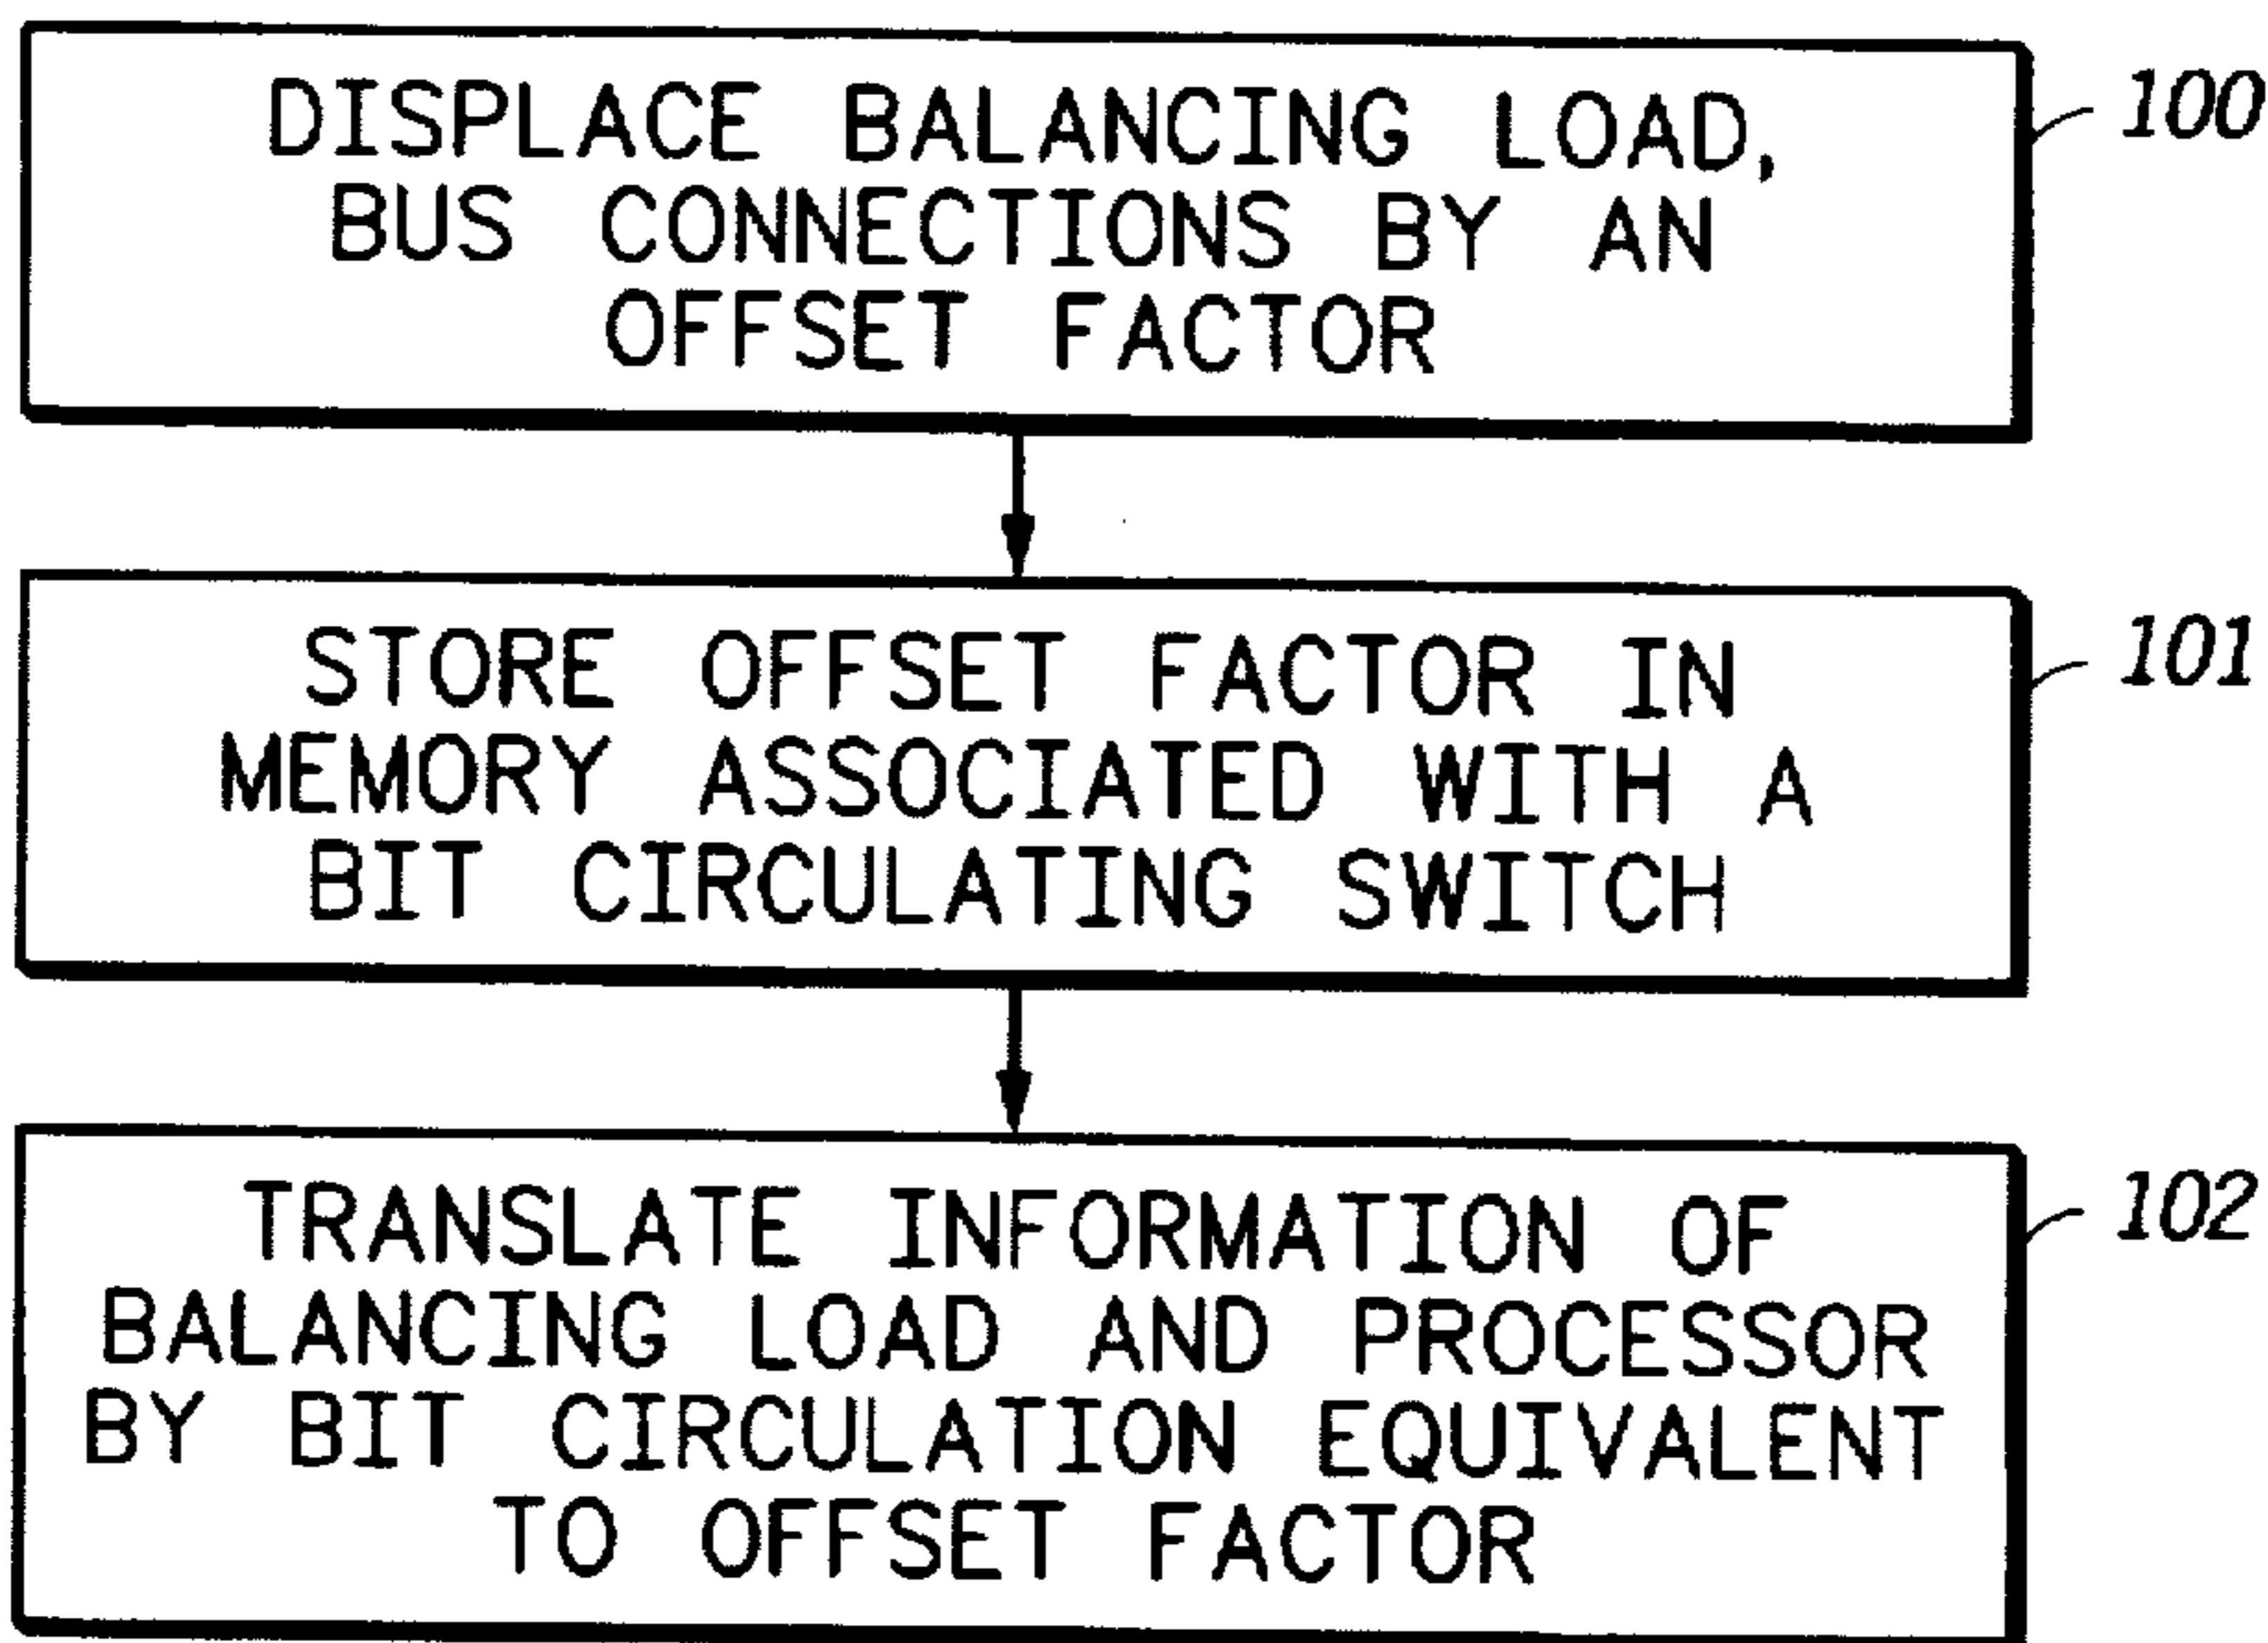 DISPLACE BALANCING LOAD,
BUS CONNECTIONS BY AN
OFFSET FACTOR
100
STORE OFFSET FACTOR IN
MEMORY ASSOCIATED WITH A
BIT CIRCULATING SWITCH
101
TRANSLATE INFORMATION OF
BALANCING LOAD AND PROCESSOR
BY BIT CIRCULATION EQUIVALENT
TO OFFSET FACTOR
102